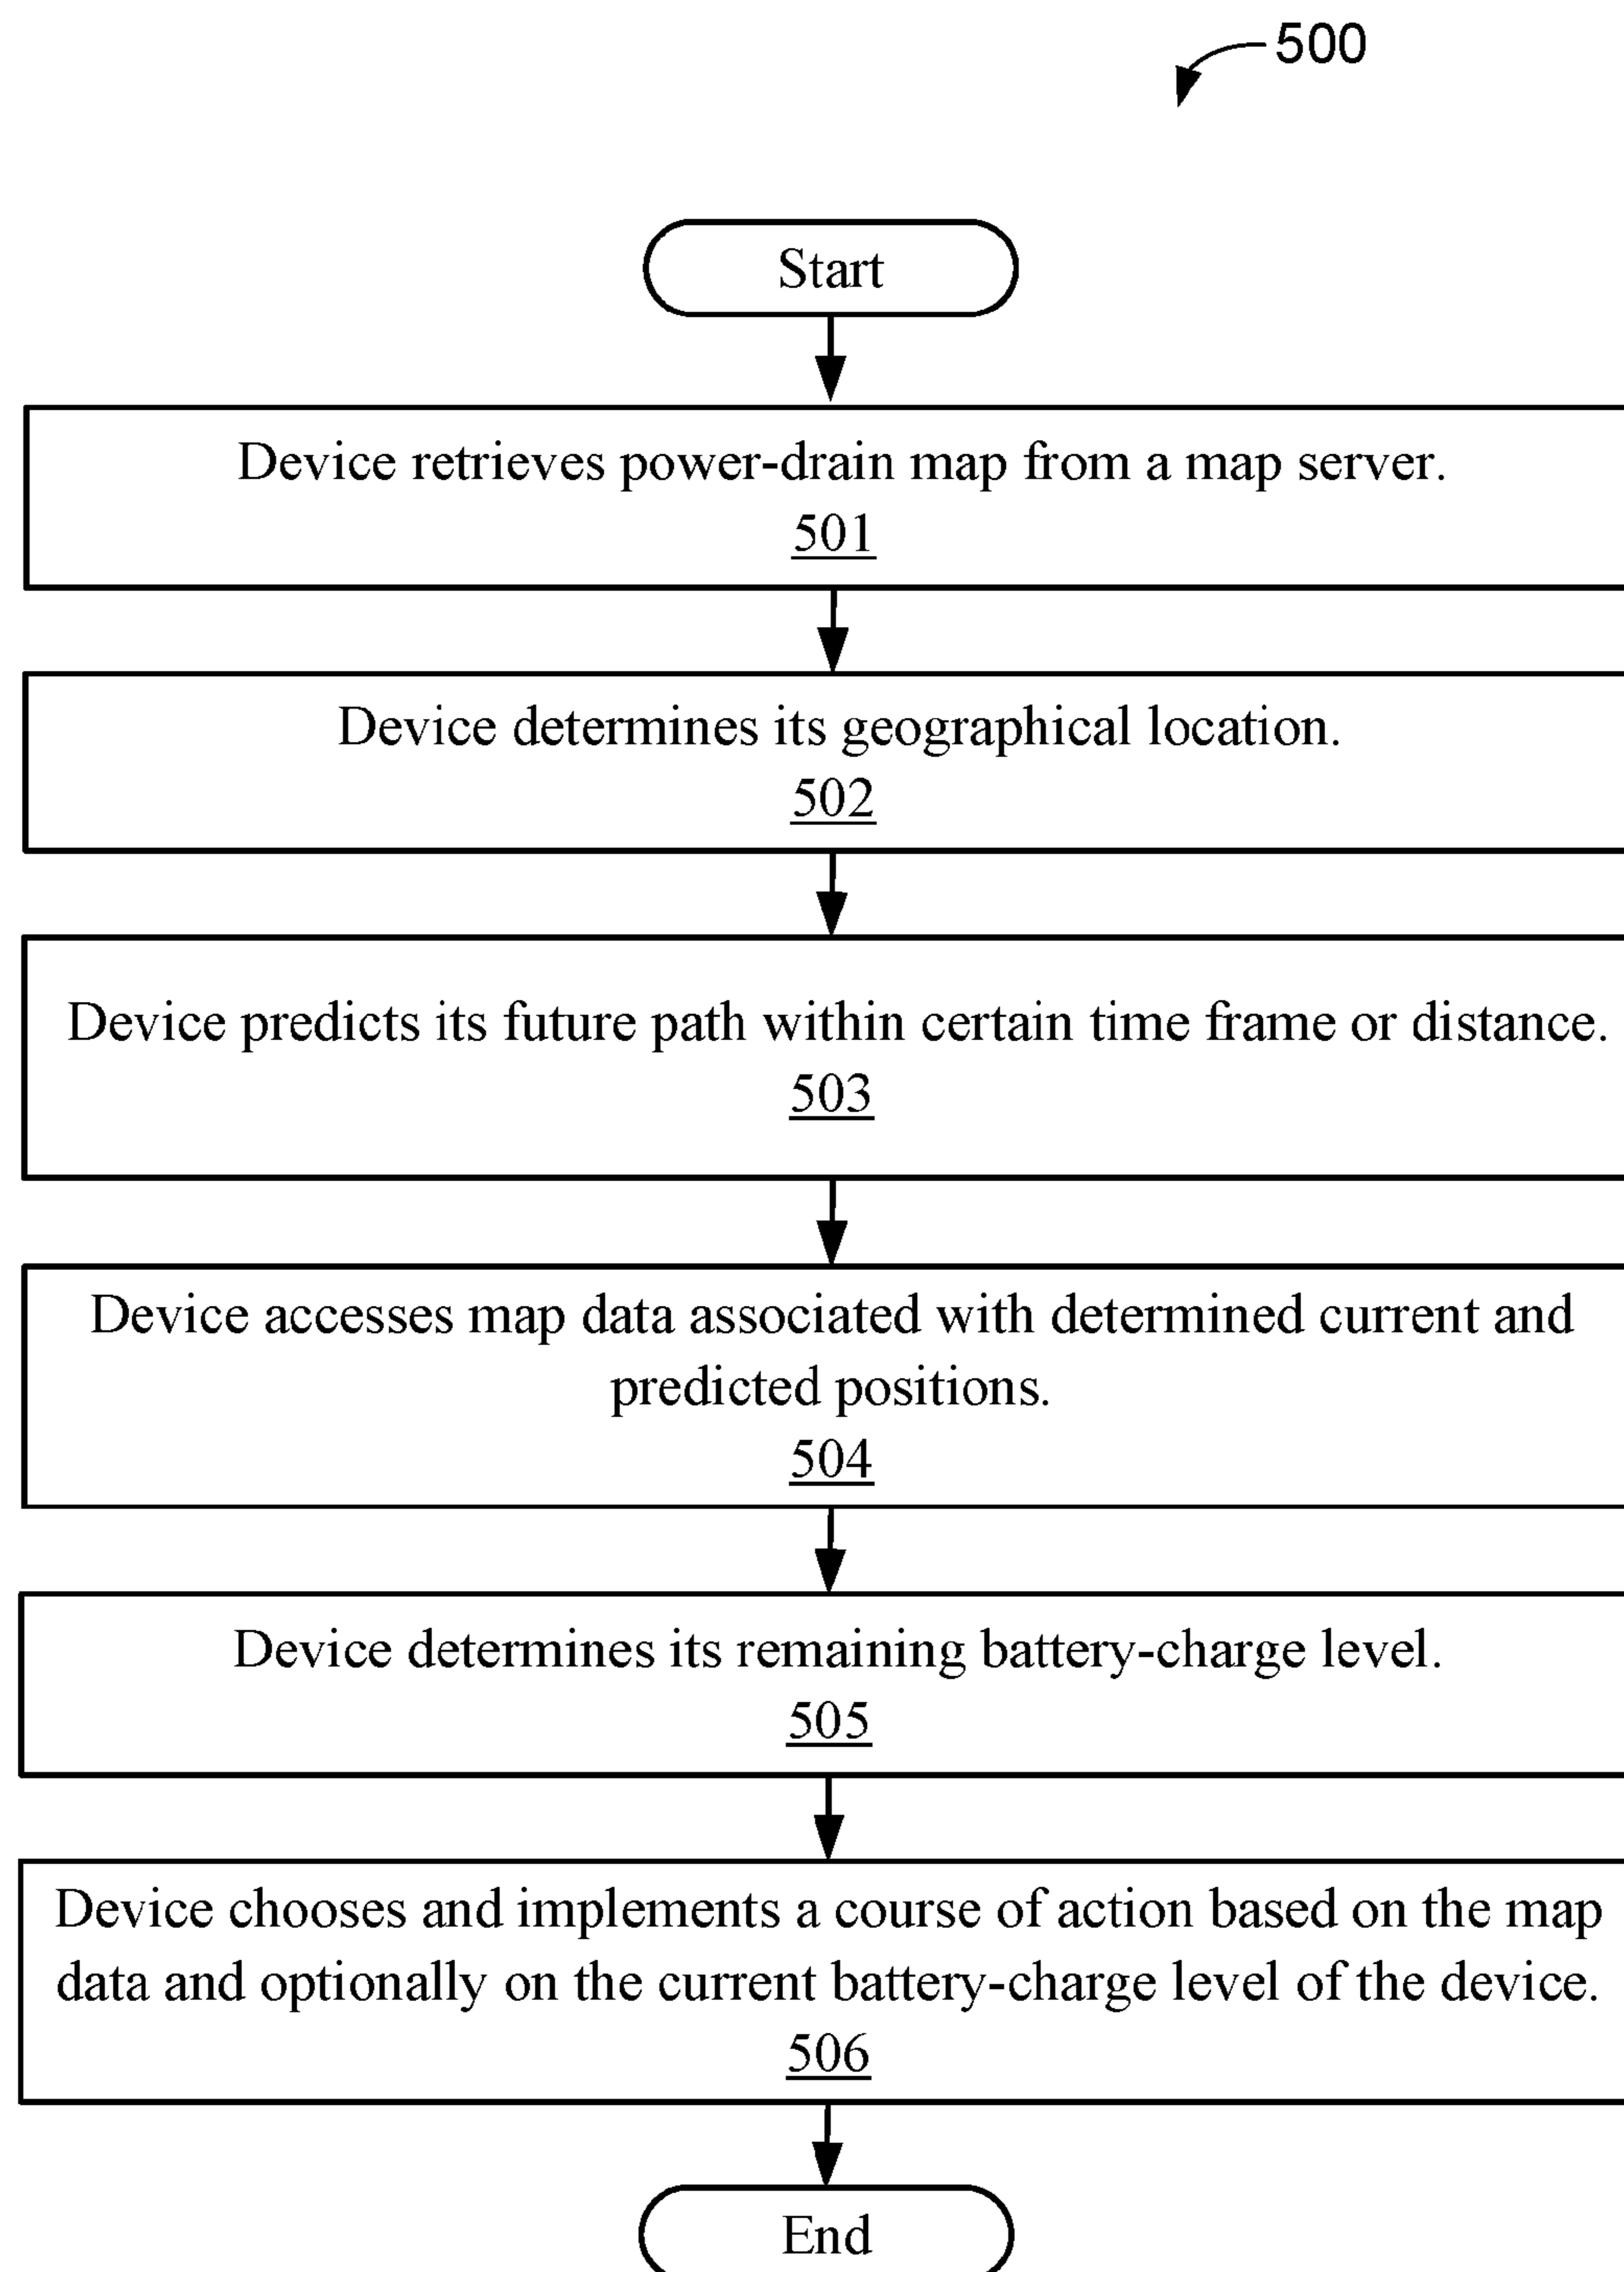 500
Start
Device retrieves power-drain map from a map server.
501
Device determines its geographical location.
502
Device predicts its future path within certain time frame or distance.
503
Device accesses map data associated with determined current and
predicted positions.
504
Device determines its remaining battery-charge level.
505
Device chooses and implements a course of action based on the map
data and optionally on the current battery-charge level of the device.
506
End